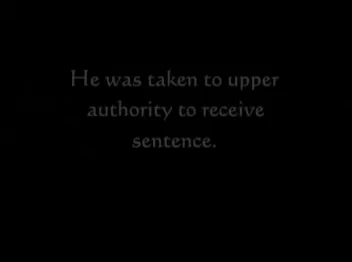 He was taken to upper
authority to receive
sentence.